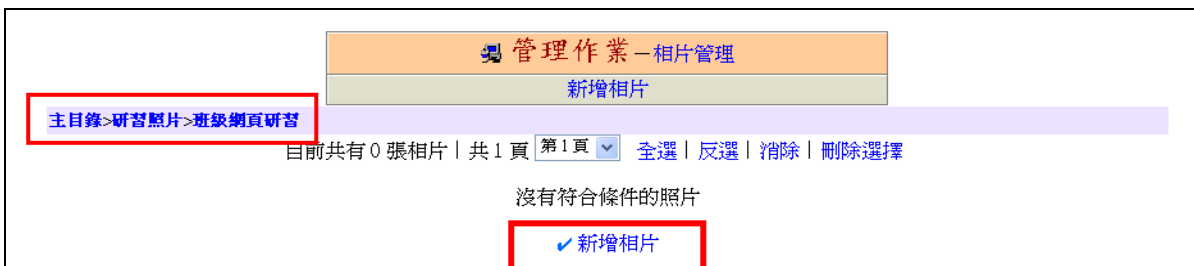 管理作業－相片管理
新增相片
主目錄>研習照片>班級網頁研習
目前共有 0 張相片 | 共 1 頁 第 1 頁 全選 | 反選 | 消除 | 刪除選擇
沒有符合條件的照片
✔新增相片